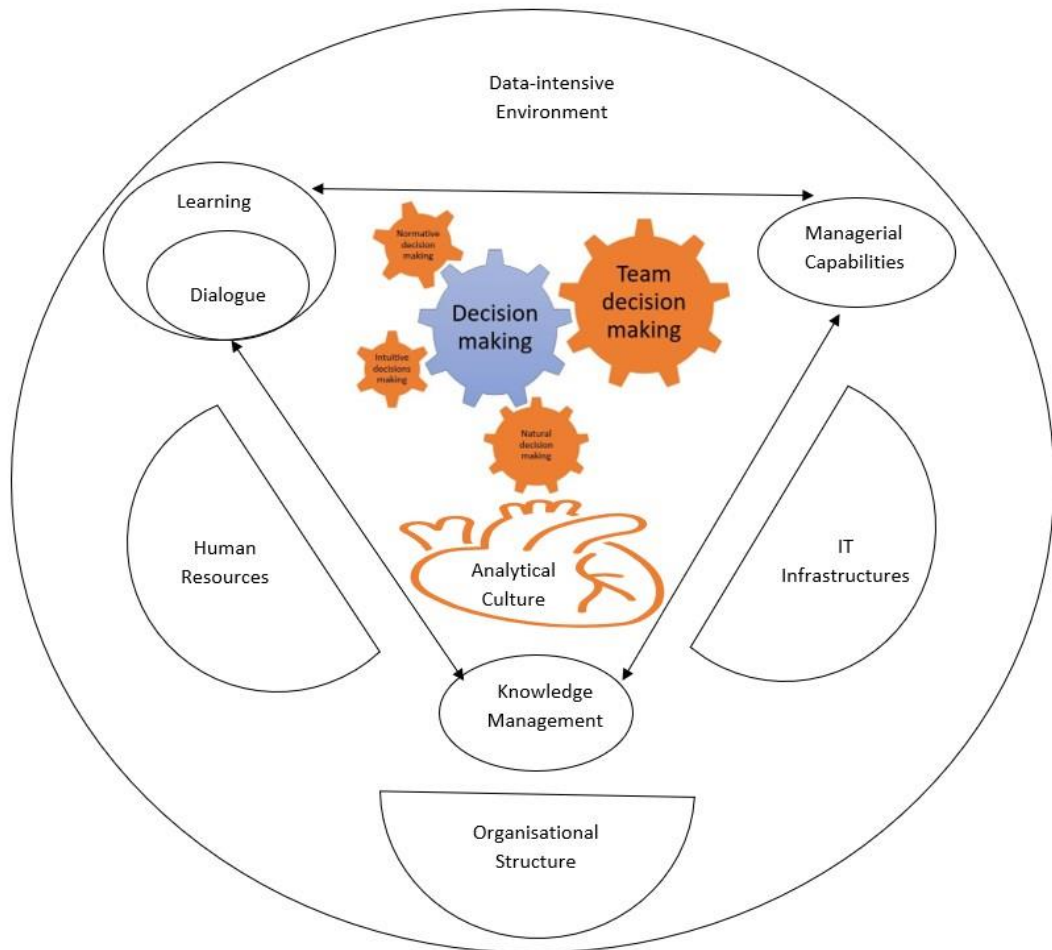 Data-intensive
Environment
Learning
Dialogue
Managerial
Capabilities
Normative
decision
making
Decision
making
Team
decision
making
Intuitive
decisions
making
Natural
decision
making
Human
Resources
Analytical
Culture
IT
Infrastructures
Knowledge
Management
Organisational
Structure